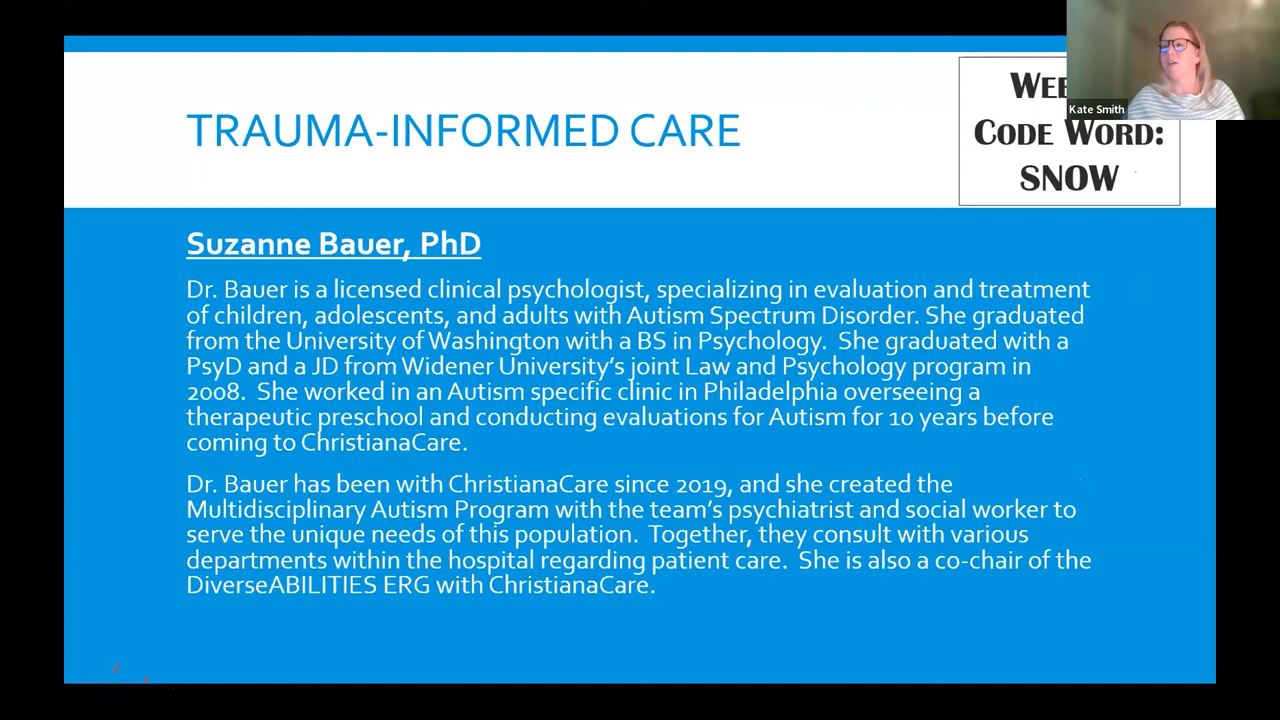 TRAUMA-INFORMED CARE
CODE WORD:
SNOW
Kate Smith
Suzanne Bauer, PhD
Dr. Bauer is a licensed clinical psychologist, specializing in evaluation and treatment
of children, adolescents, and adults with Autism Spectrum Disorder. She graduated
from the University of Washington with a BS in Psychology.  She graduated with a
PsyD and a JD from Widener University's joint Law and Psychology program in
2008.  She worked in an Autism specific clinic in Philadelphia overseeing a
therapeutic preschool and conducting evaluations for Autism for 10 years before
coming to ChristianaCare.
Dr. Bauer has been with ChristianaCare since 2019, and she created the
Multidisciplinary Autism Program with the team's psychiatrist and social worker to
serve the unique needs of this population.  Together, they consult with various
departments within the hospital regarding patient care.  She is also a co-chair of the
DiverseABILITIES ERG with ChristianaCare.